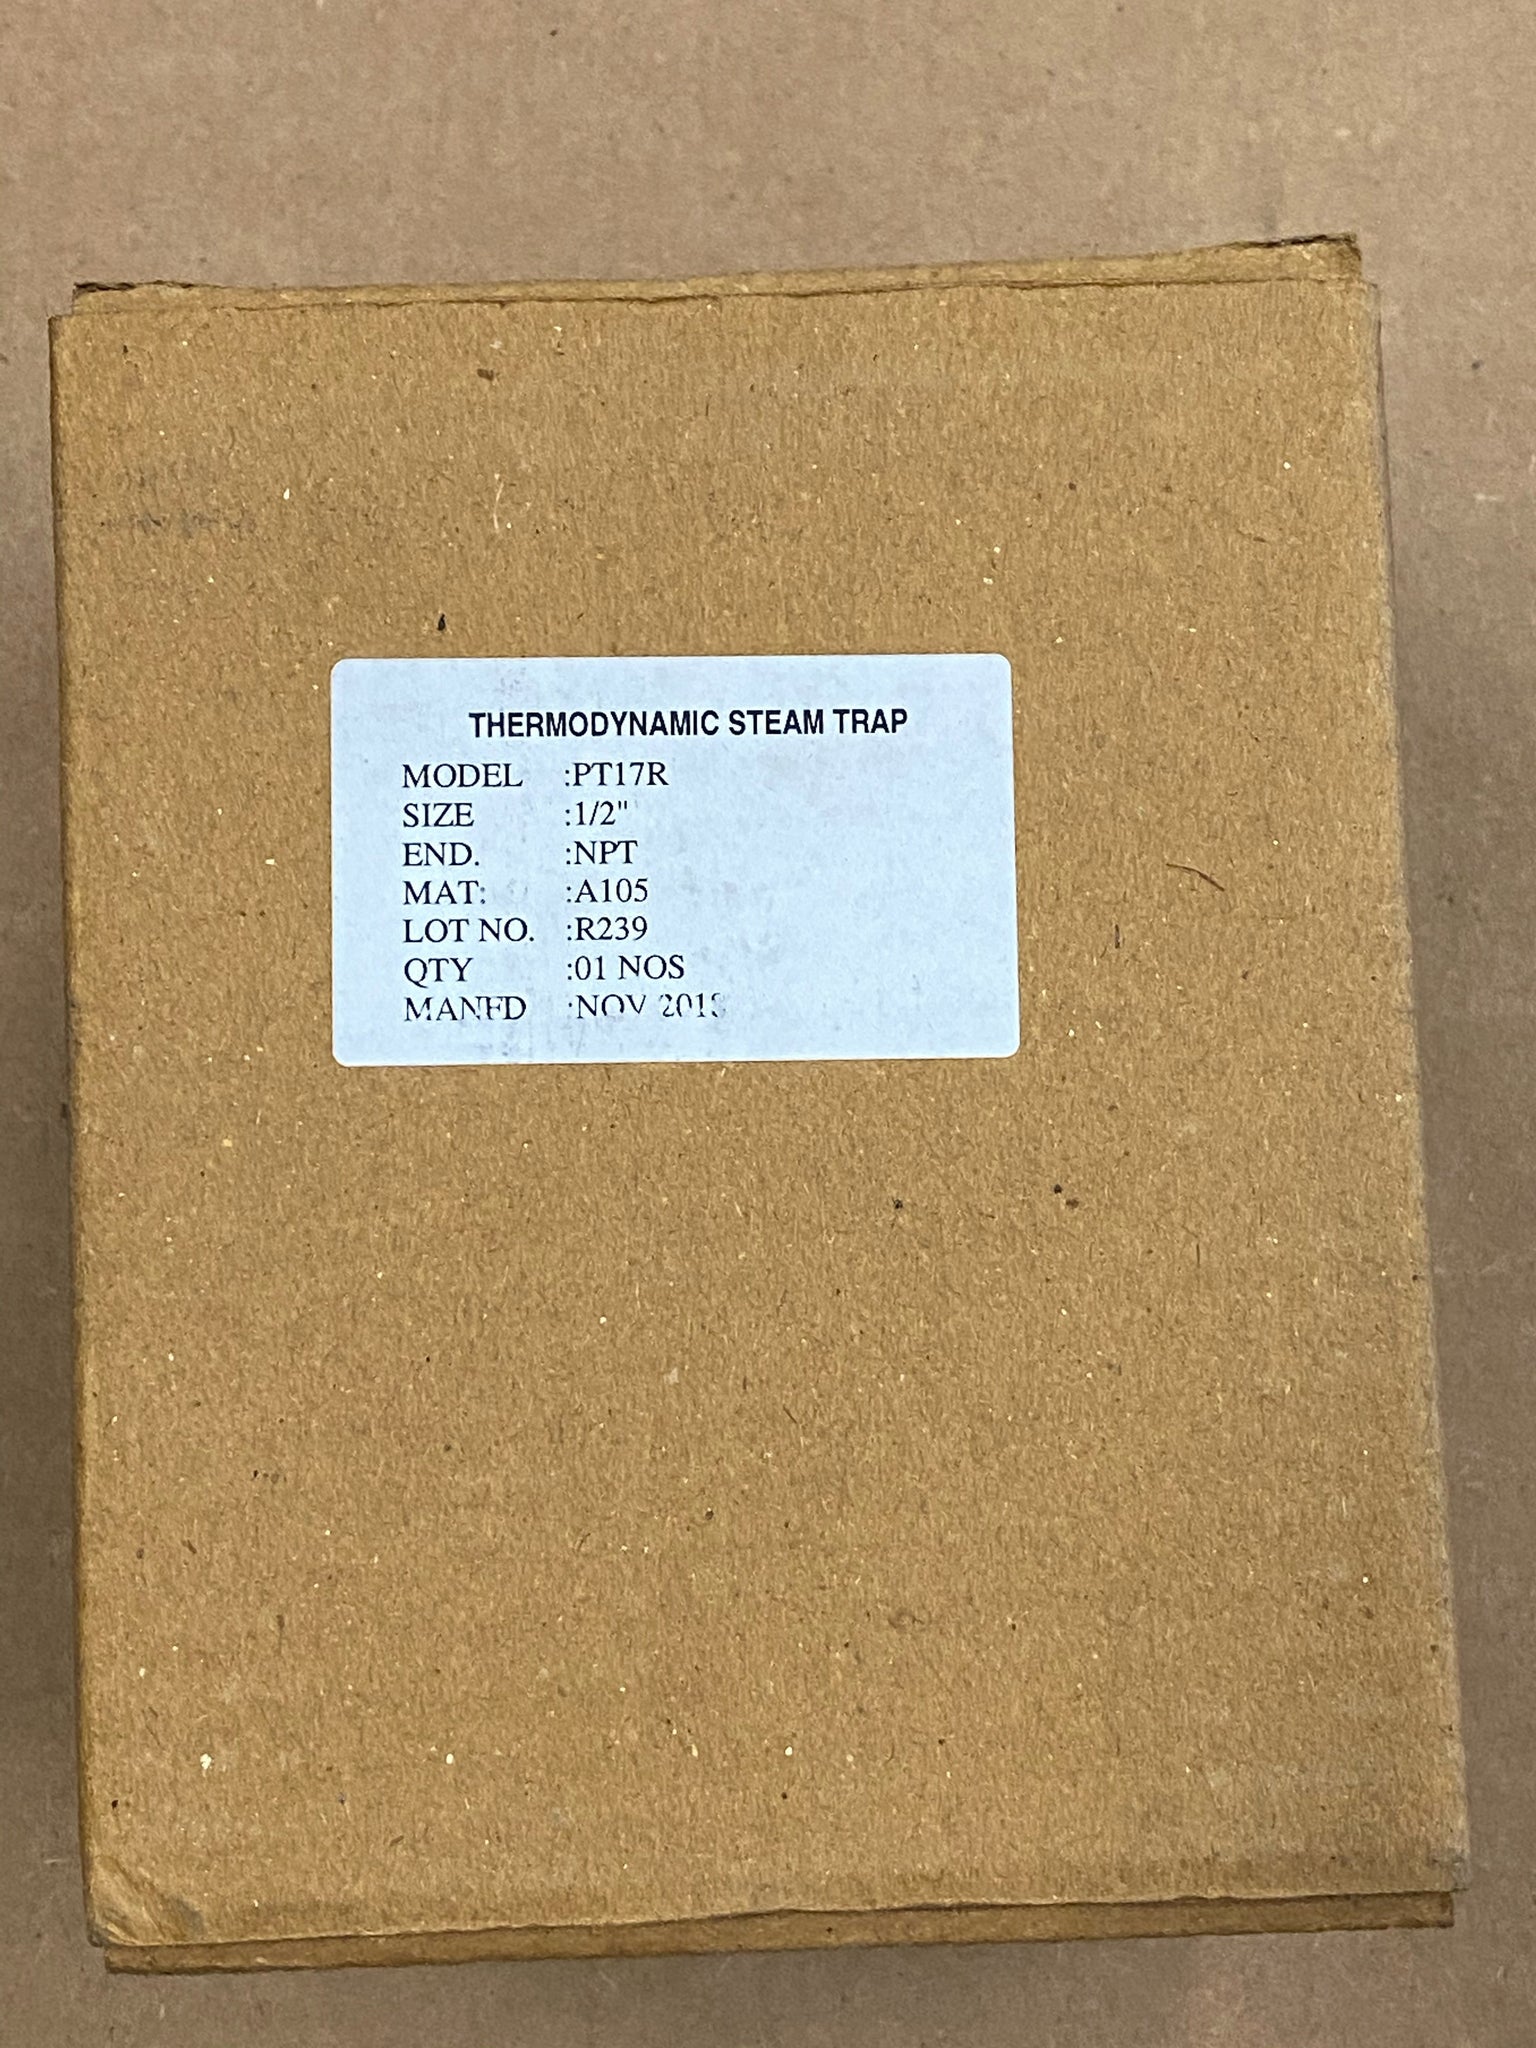 THERMODYNAMIC STEAM TRAP
MODEL :PT17R
SIZE :1/2"
END. :NPT
MAT: :A105
LOT NO. :R239
QTY :01 NOS
MANFD :NOV